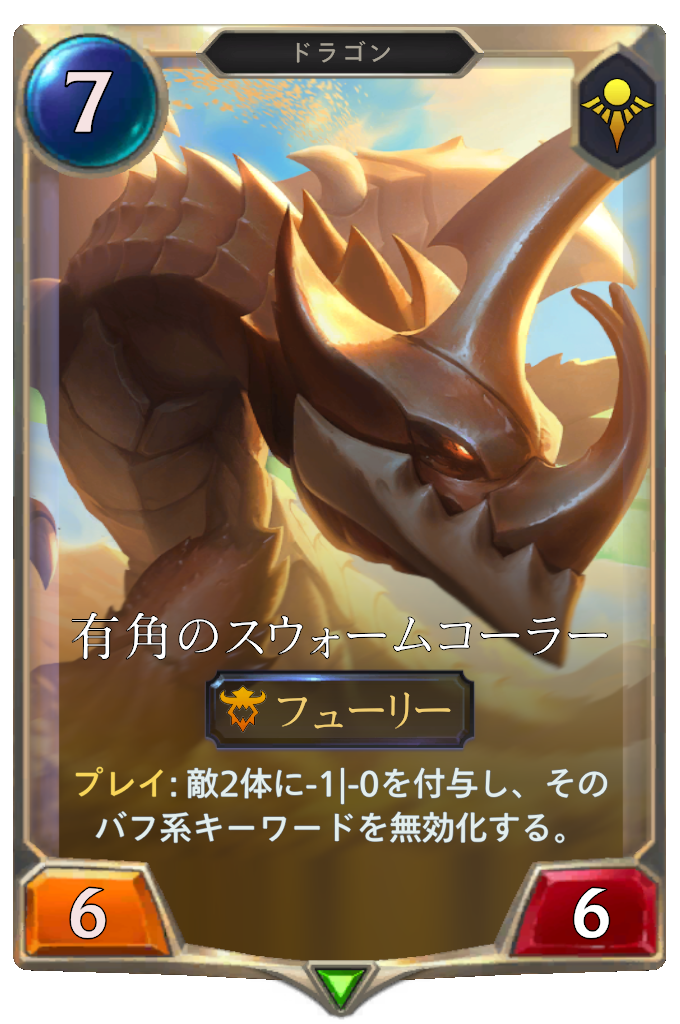 ドラゴン
7
有角のスウォームコーラー
フューリー
プレイ: 敵2体に-1|-0を付与し、その
バフ系キーワードを無効化する。
6
6